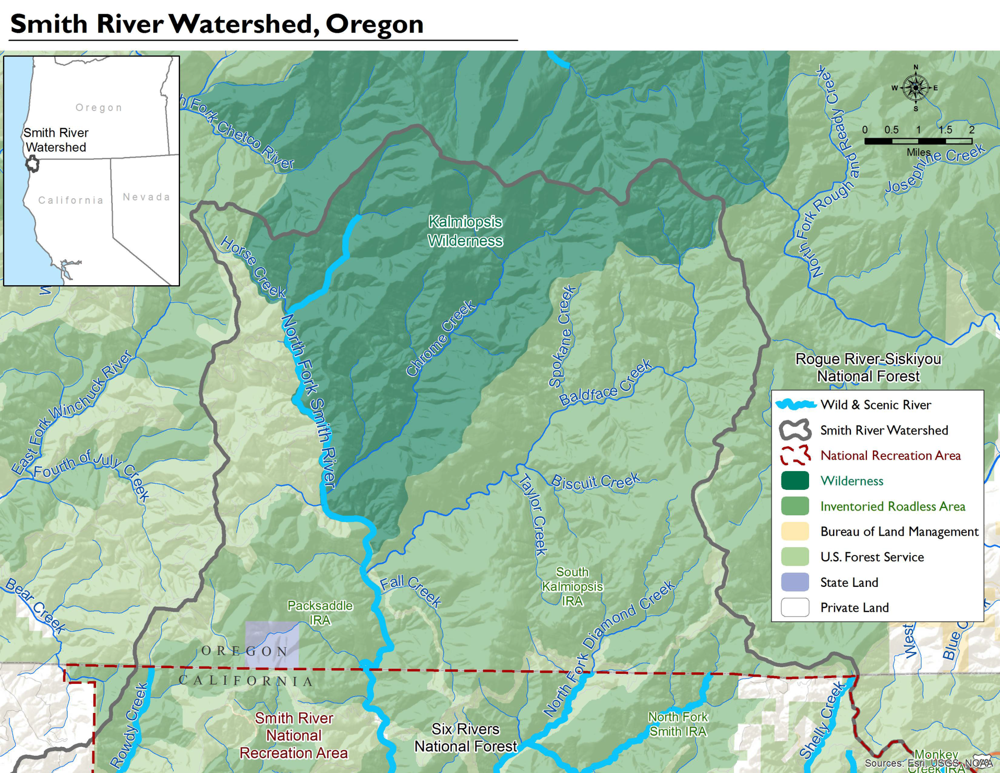 Smith River Watershed, Oregon
Oregon
Smith River
Watershed
California
Nevada
N
W
E
S
0 0.5 1 1.5 2
Miles
h Fork Chetco River
Horse Creek
Kalmiopsis
Wilderness
North Fork Smith River
Chrome Creek
Spokane Creek
Baldface Creek
North Fork Rough and Ready Creek
Josephine Creek
W
East Fork Winchuck River
Fourth of July Creek
Bear Creek
Biscuit Creek
Taylor Creek
Fall Creek
South
Kalmiopsis
IRA
Packsaddle
IRA
North Fork Diamond Creek
Rogue River-Siskiyou
National Forest
Wild & Scenic River
Smith River Watershed
National Recreation Area
Wilderness
Inventoried Roadless Area
Bureau of Land Management
U.S. Forest Service
State Land
Private Land
West
Blue C
k
OREGON
CALIFORNIA
Rowdy Creek
Smith River
National
Recreation Area
Six Rivers
National Forest
North Fork
Smith IRA
Shelly Creek
Monkey
Creek IRA
Sources: Esri, USGS, NOAA